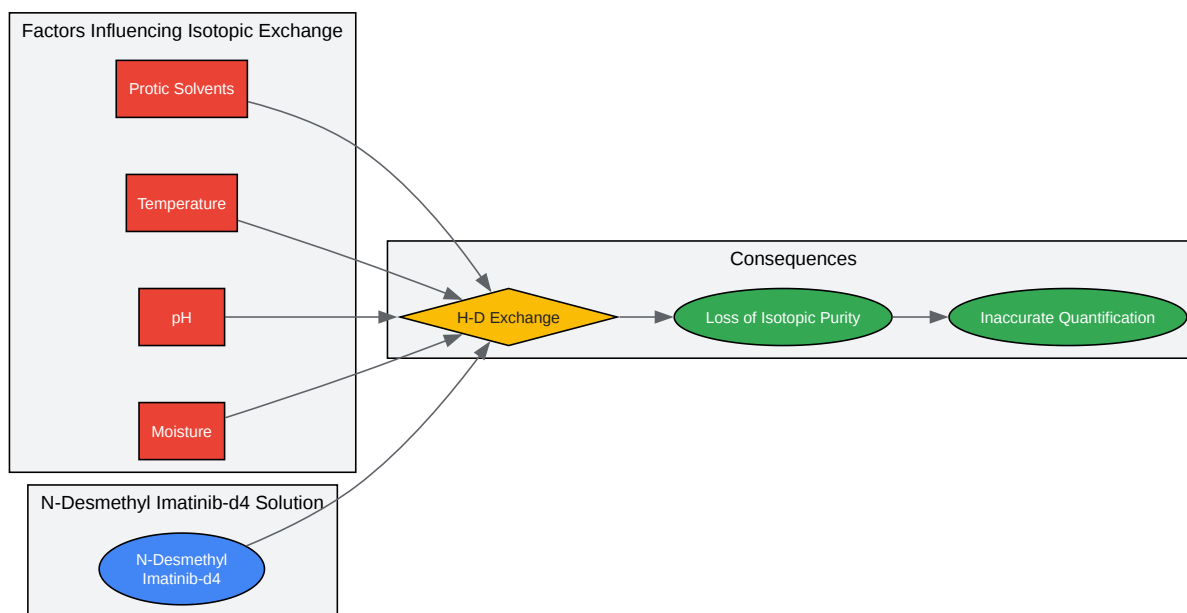 Factors Influencing Isotopic Exchange
Protic Solvents
Temperature
pH
Moisture
N-Desmethyl Imatinib-d4 Solution
N-Desmethyl
Imatinib-d4
Consequences
H-D Exchange
Loss of Isotopic Purity
Inaccurate Quantification